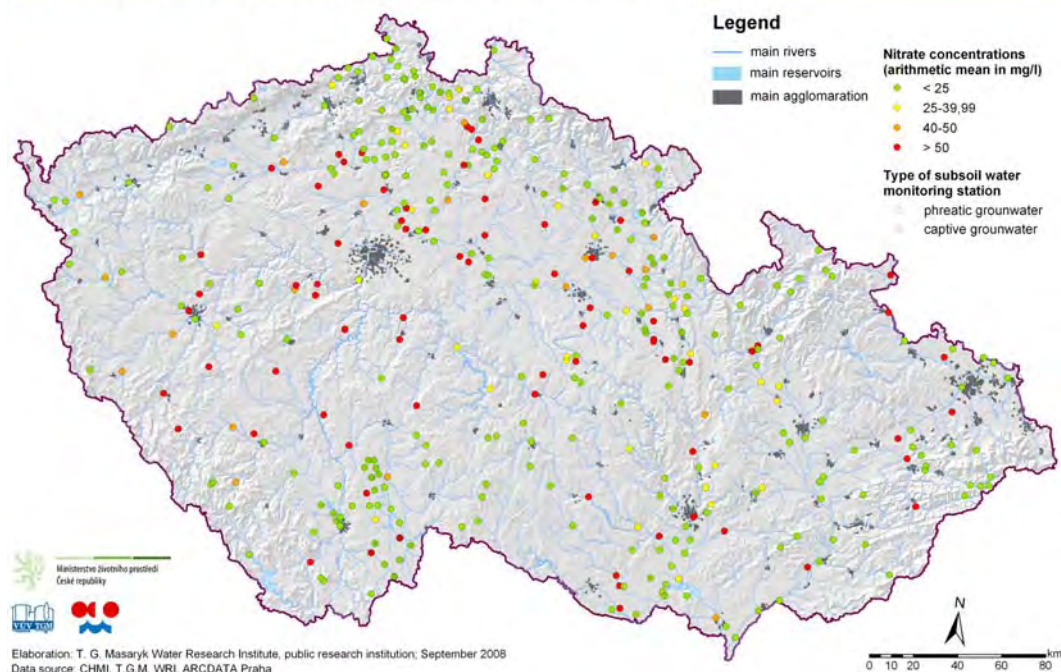 Legend
main rivers
main reservoirs
main agglomaration
Nitrate concentrations
(arithmetic mean in mg/l)
< 25
25-39,99
40-50
> 50
Type of subsoil water
monitoring station
phreatic grounwater
captive grounwater
Ministerstvo životního prostředí
České republiky
VÚV TGM
N
km
0 10 20 40 60 80
Elaboration: T. G. Masaryk Water Research Institute, public research institution; September 2008
Data source: CHMI, T.G.M. WRI, ARCDATA Praha